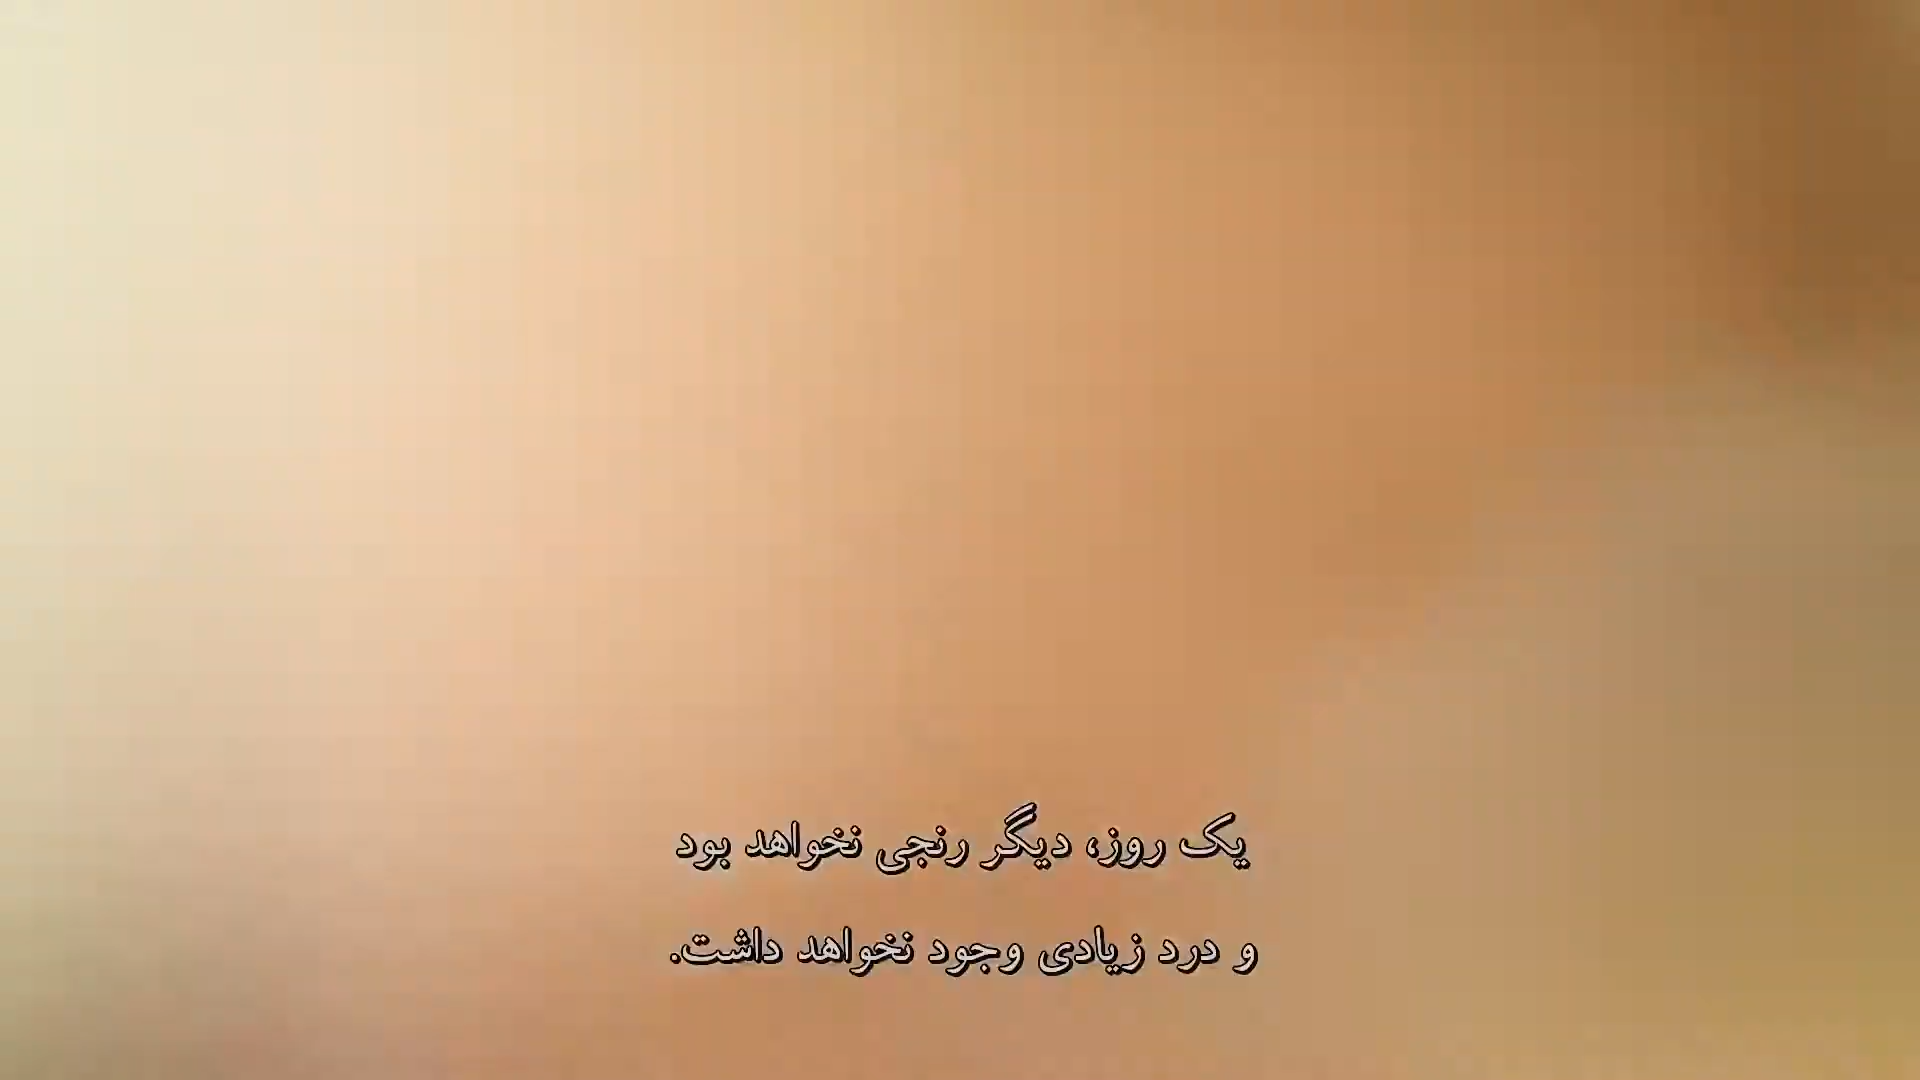 یک روز، دیگر رنجی نخواهد بود
و درد زیادی وجود نخواهد داشت.